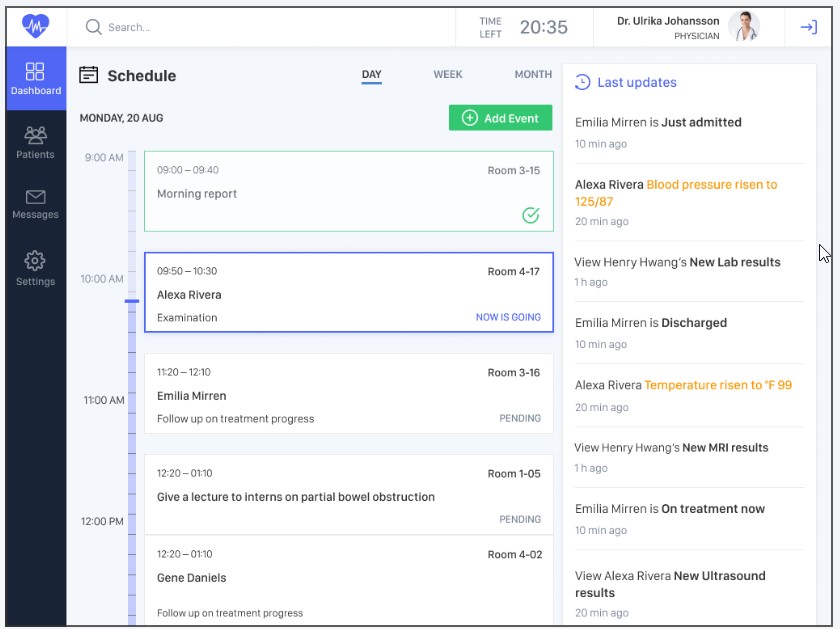 Search...
TIME
LEFT
20:35
Dr. Ulrika Johansson
PHYSICIAN
Dashboard
Patients
Messages
Settings
Schedule
DAY
WEEK
MONTH
MONDAY, 20 AUG
Add Event
9:00 AM
09:00 – 09:40
Room 3-15
Morning report
10:00 AM
09:50 – 10:30
Room 4-17
Alexa Rivera
Examination
NOW IS GOING
11:00 AM
11:20 – 12:10
Room 3-16
Emilia Mirren
Follow up on treatment progress
PENDING
12:00 PM
12:20 – 01:10
Room 1-05
Give a lecture to interns on partial bowel obstruction
PENDING
12:20 – 01:10
Room 4-02
Gene Daniels
Follow up on treatment progress
Last updates
Emilia Mirren is Just admitted
10 min ago
Alexa Rivera Blood pressure risen to
125/87
20 min ago
View Henry Hwang's New Lab results
1 h ago
Emilia Mirren is Discharged
10 min ago
Alexa Rivera Temperature risen to °F 99
20 min ago
View Henry Hwang's New MRI results
1 h ago
Emilia Mirren is On treatment now
10 min ago
View Alexa Rivera New Ultrasound
results
20 min ago